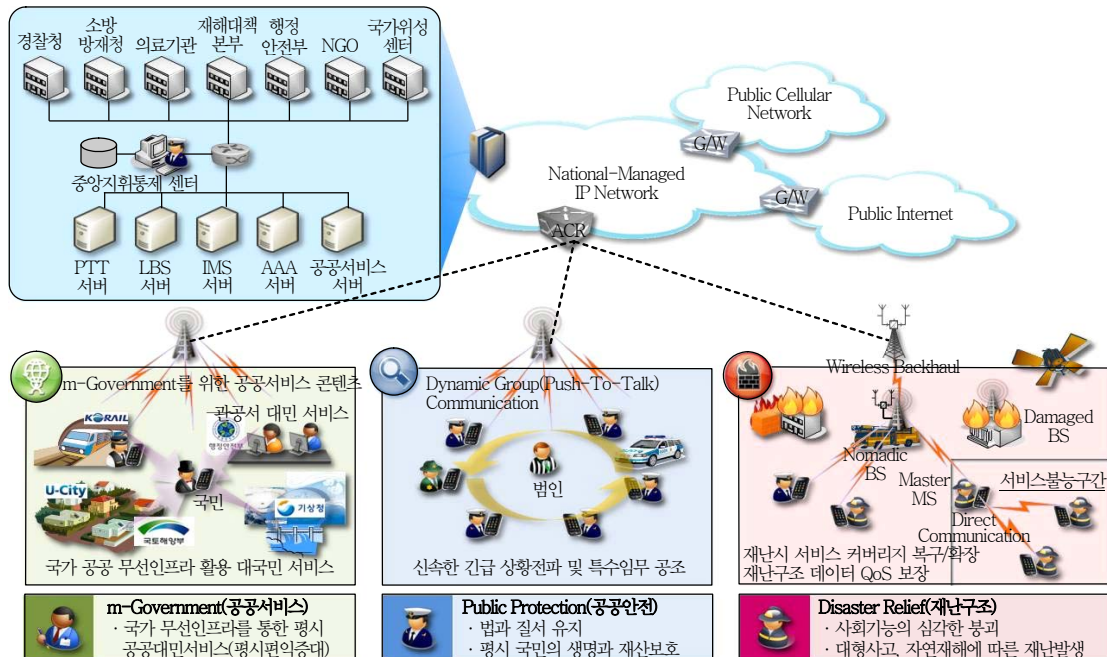 경찰청
소방
방재청
의료기관
재해대책
본부
행정
안전부
NGO
국가위성
센터
중앙지휘통제 센터
PTT
서버
LBS
서버
IMS
서버
AAA
서버
공공서비스
서버
Public Cellular
Network
G/W
National-Managed
IP Network
G/W
Public Internet
ACR
m-Government를 위한 공공서비스 콘텐츠
관공서 대민 서비스
KORAIL
행정안전부
U-City
국민
기상청
국토해양부
국가 공공 무선인프라 활용 대국민 서비스
Dynamic Group(Push-To-Talk)
Communication
범인
신속한 긴급 상황전파 및 특수임무 공조
Wireless Backhaul
Damaged
BS
Nomadic
BS
Master
MS
서비스불능구간
Direct
Communication
재난시 서비스 커버리지 복구/확장
재난구조 데이터 QoS 보장
m-Government(공공서비스)
· 국가 무선인프라를 통한 평시
공공대민서비스(평시편익증대)
Public Protection(공공안전)
· 법과 질서 유지
· 평시 국민의 생명과 재산보호
Disaster Relief(재난구조)
· 사회기능의 심각한 붕괴
· 대형사고, 자연재해에 따른 재난발생